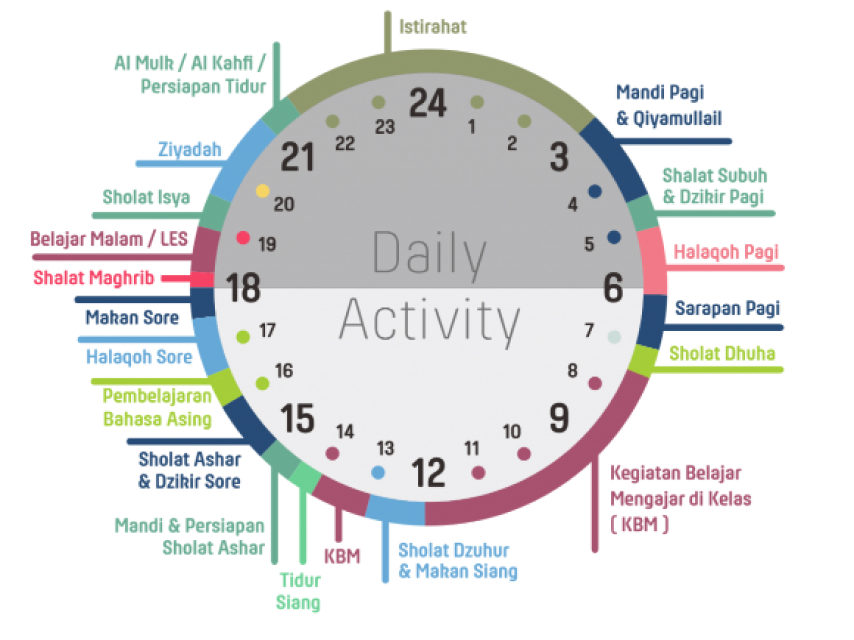 Istirahat
Mandi Pagi
& Qiyamullail
Shalat Subuh
& Dzikir Pagi
Halaqoh Pagi
Sarapan Pagi
Sholat Dhuha
Kegiatan Belajar
Mengajar di Kelas
( KBM )
Sholat Dzuhur
& Makan Siang
KBM
Tidur
Siang
Mandi & Persiapan
Sholat Ashar
Sholat Ashar
& Dzikir Sore
Pembelajaran
Bahasa Asing
Halaqoh Sore
Makan Sore
Shalat Maghrib
Belajar Malam / LES
Sholat Isya
Ziyadah
Al Mulk / Al Kahfi /
Persiapan Tidur
24
1
2
3
4
5
6
7
8
9
10
11
12
13
14
15
16
17
18
19
20
21
22
23
Daily
Activity